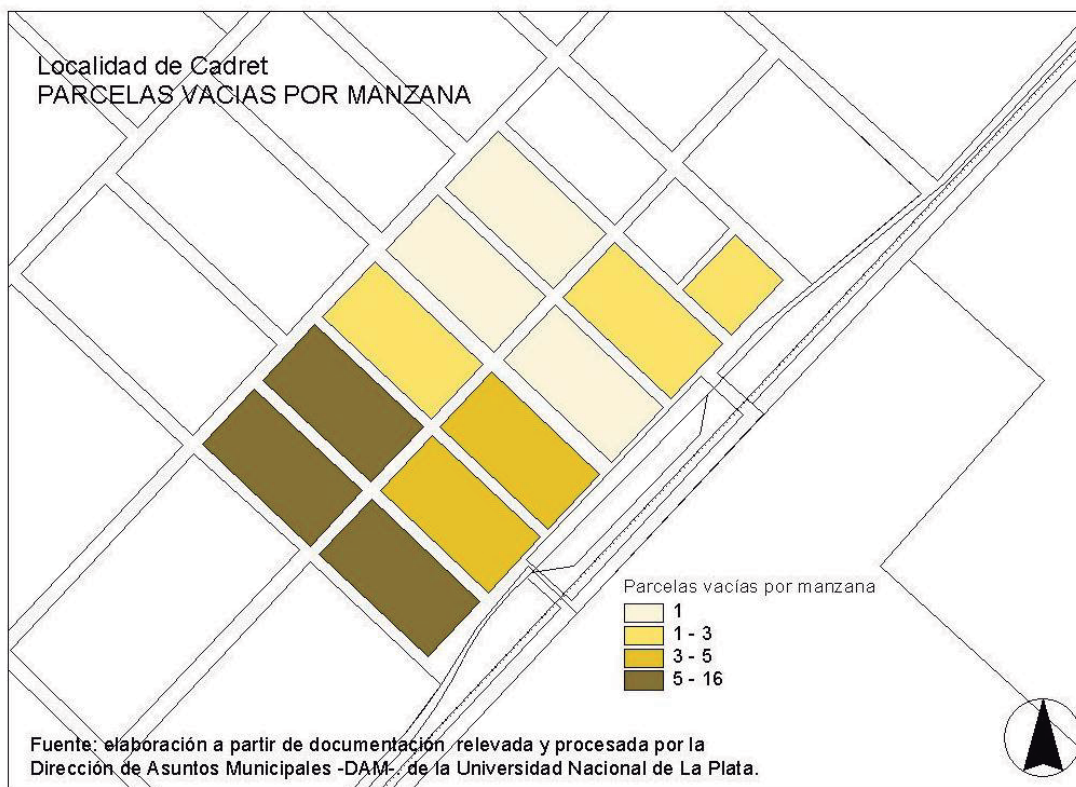 Localidad de Cadret
PARCELAS VACIAS POR MANZANA
Parcelas vacías por manzana
1
1 - 3
3 - 5
5 - 16
Fuente: elaboración a partir de documentación relevada y procesada por la
Dirección de Asuntos Municipales -DAM-. de la Universidad Nacional de La Plata.